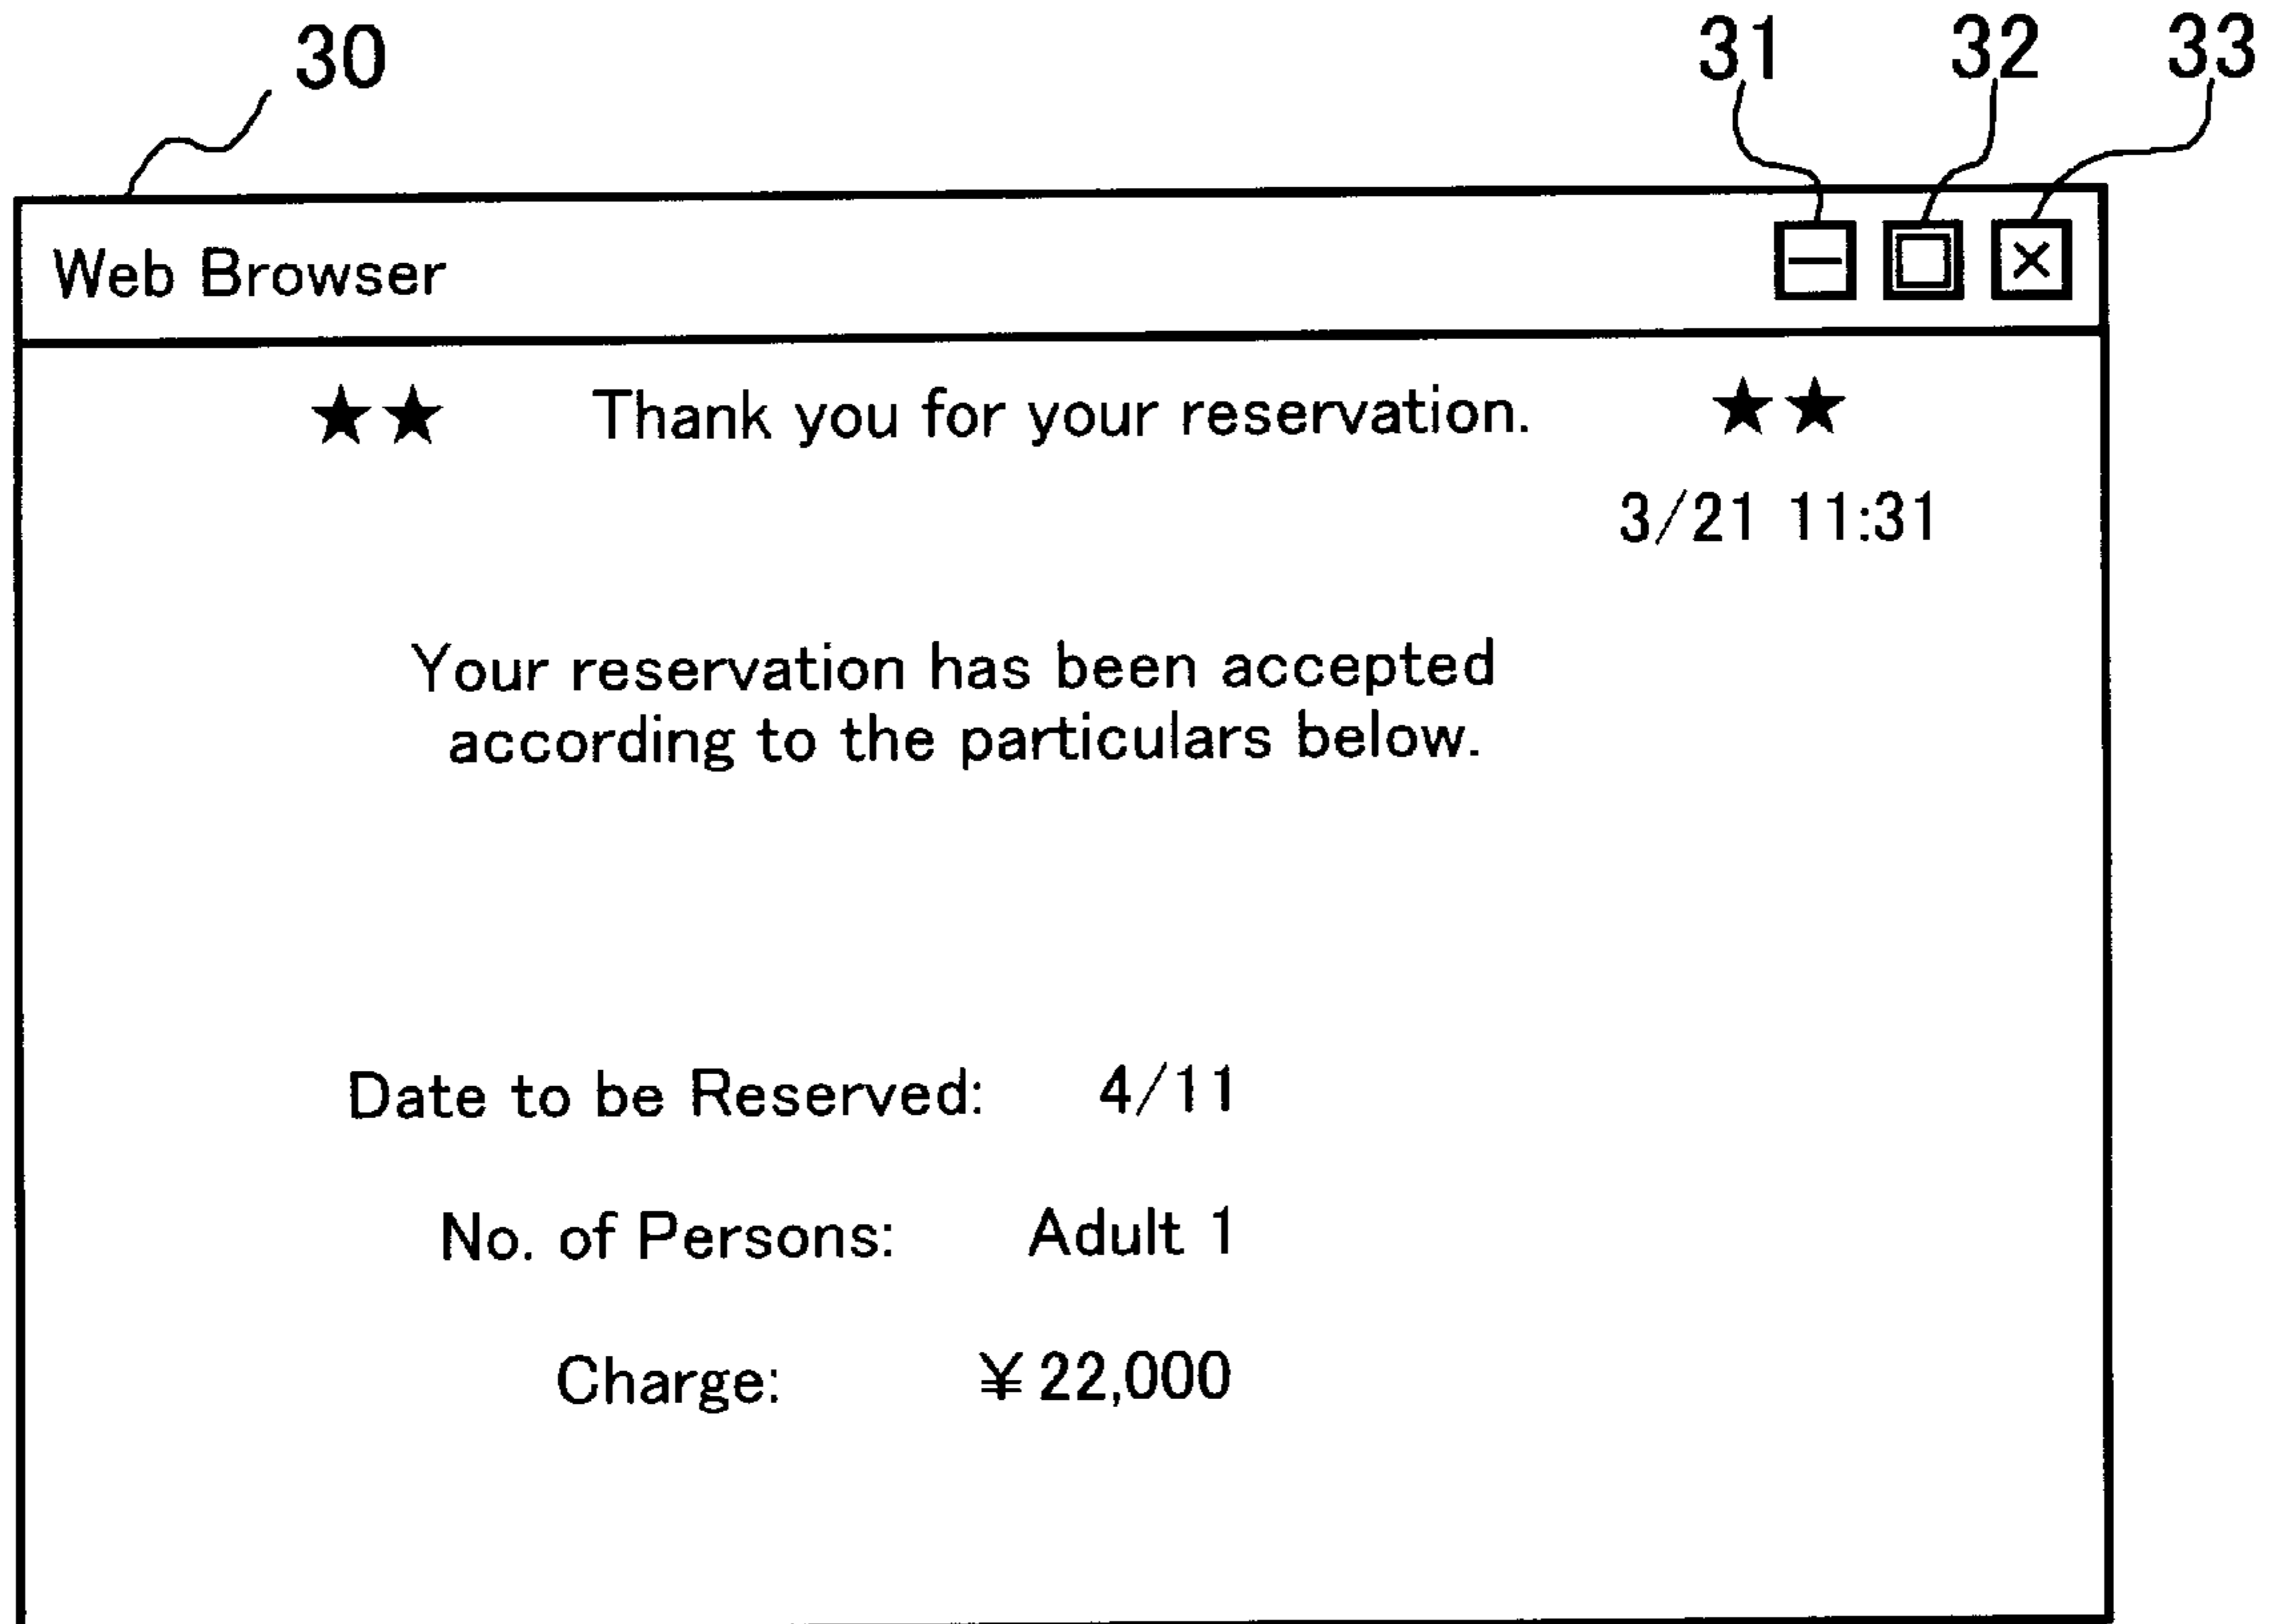 30 31 32 33
Web Browser
★★ Thank you for your reservation. ★★
3/21 11:31
Your reservation has been accepted
according to the particulars below.
Date to be Reserved: 4/11
No. of Persons: Adult 1
Charge: ¥22,000